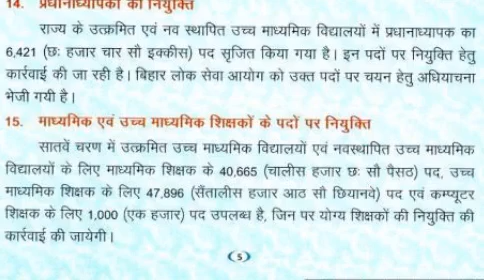 14. प्रधानाध्यापकों की नियुक्ति
राज्य के उत्क्रमित एवं नव स्थापित उच्च माध्यमिक विद्यालयों में प्रधानाध्यापक का
6,421 (छः हजार चार सौ इक्कीस) पद सृजित किया गया है। इन पदों पर नियुक्ति हेतु
कार्रवाई की जा रही है। बिहार लोक सेवा आयोग को उक्त पदों पर चयन हेतु अधियाचना
भेजी गयी है।
15. माध्यमिक एवं उच्च माध्यमिक शिक्षकों के पदों पर नियुक्ति
सातवें चरण में उत्क्रमित उच्च माध्यमिक विद्यालयों एवं नवस्थापित उच्च माध्यमिक
विद्यालयों के लिए माध्यमिक शिक्षक के 40,665 (चालीस हजार छः सौ पैसठ) पद, उच्च
माध्यमिक शिक्षक के लिए 47,896 (सैंतालीस हजार आठ सौ छियानवे) पद एवं कम्प्यूटर
शिक्षक के लिए 1,000 (एक हजार) पद उपलब्ध है, जिन पर योग्य शिक्षकों की नियुक्ति की
कार्रवाई की जायेगी।
5